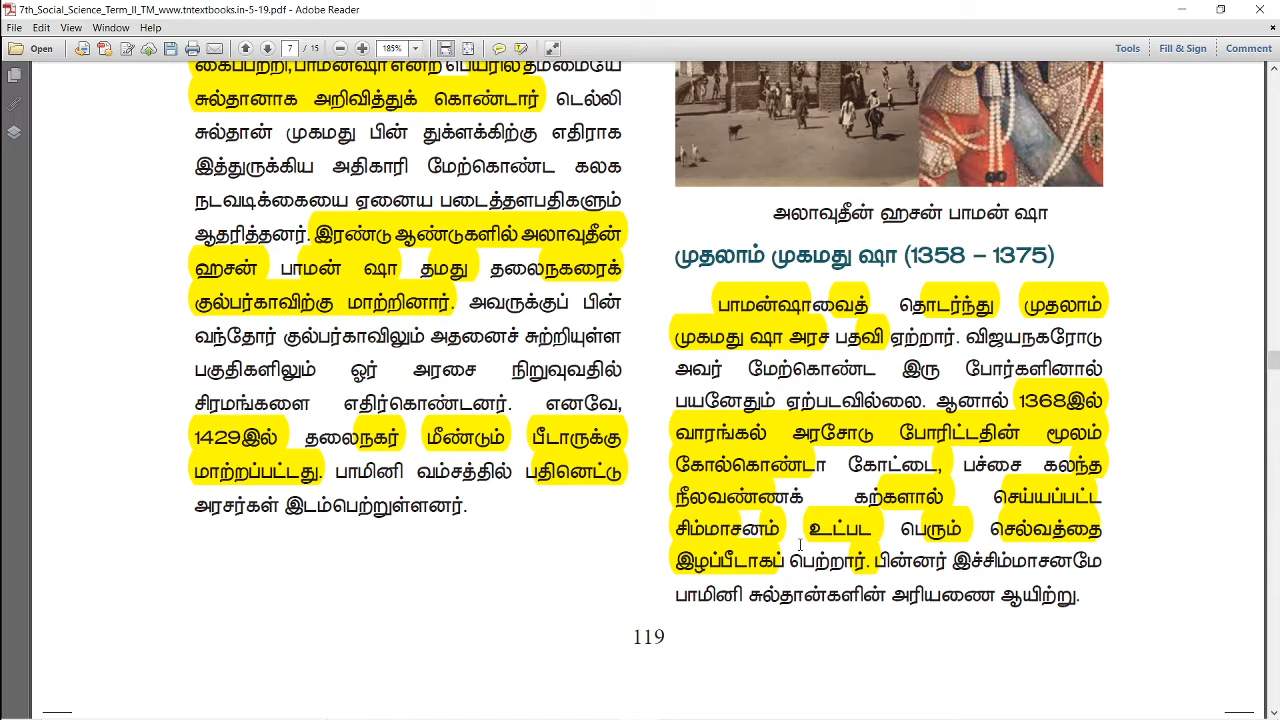 7th_Social_Science_Term_II_TM_www.tntextbooks.in-5-19.pdf - Adobe Reader
File Edit View Window Help
Open 7 / 15 185% Tools Fill & Sign Comment
கைப்பற்றி, பாமன்ஷா என்ற பெயரில் தம்மையே
சுல்தானாக அறிவித்துக் கொண்டார் டெல்லி
சுல்தான் முகமது பின் துக்ளக்கிற்கு எதிராக
இத்துருக்கிய அதிகாரி மேற்கொண்ட கலக
நடவடிக்கையை ஏனைய படைத்தளபதிகளும்
ஆதரித்தனர். இரண்டு ஆண்டுகளில் அலாவுதீன்
ஹசன் பாமன் ஷா தமது தலைநகரைக்
குல்பர்காவிற்கு மாற்றினார். அவருக்குப் பின்
வந்தோர் குல்பர்காவிலும் அதனைச் சுற்றியுள்ள
பகுதிகளிலும் ஓர் அரசை நிறுவுவதில்
சிரமங்களை எதிர்கொண்டனர். எனவே,
1429இல் தலைநகர் மீண்டும் பீடாருக்கு
மாற்றப்பட்டது. பாமினி வம்சத்தில் பதினெட்டு
அரசர்கள் இடம்பெற்றுள்ளனர்.
அலாவுதீன் ஹசன் பாமன் ஷா
முதலாம் முகமது ஷா (1358 – 1375)
பாமன்ஷாவைத் தொடர்ந்து முதலாம்
முகமது ஷா அரச பதவி ஏற்றார். விஜயநகரோடு
அவர் மேற்கொண்ட இரு போர்களினால்
பயனேதும் ஏற்படவில்லை. ஆனால் 1368இல்
வாரங்கல் அரசோடு போரிட்டதின் மூலம்
கோல்கொண்டா கோட்டை, பச்சை கலந்த
நீலவண்ணக் கற்களால் செய்யப்பட்ட
சிம்மாசனம் உட்பட பெரும் செல்வத்தை
இழப்பீடாகப் பெற்றார். பின்னர் இச்சிம்மாசனமே
பாமினி சுல்தான்களின் அரியணை ஆயிற்று.
119